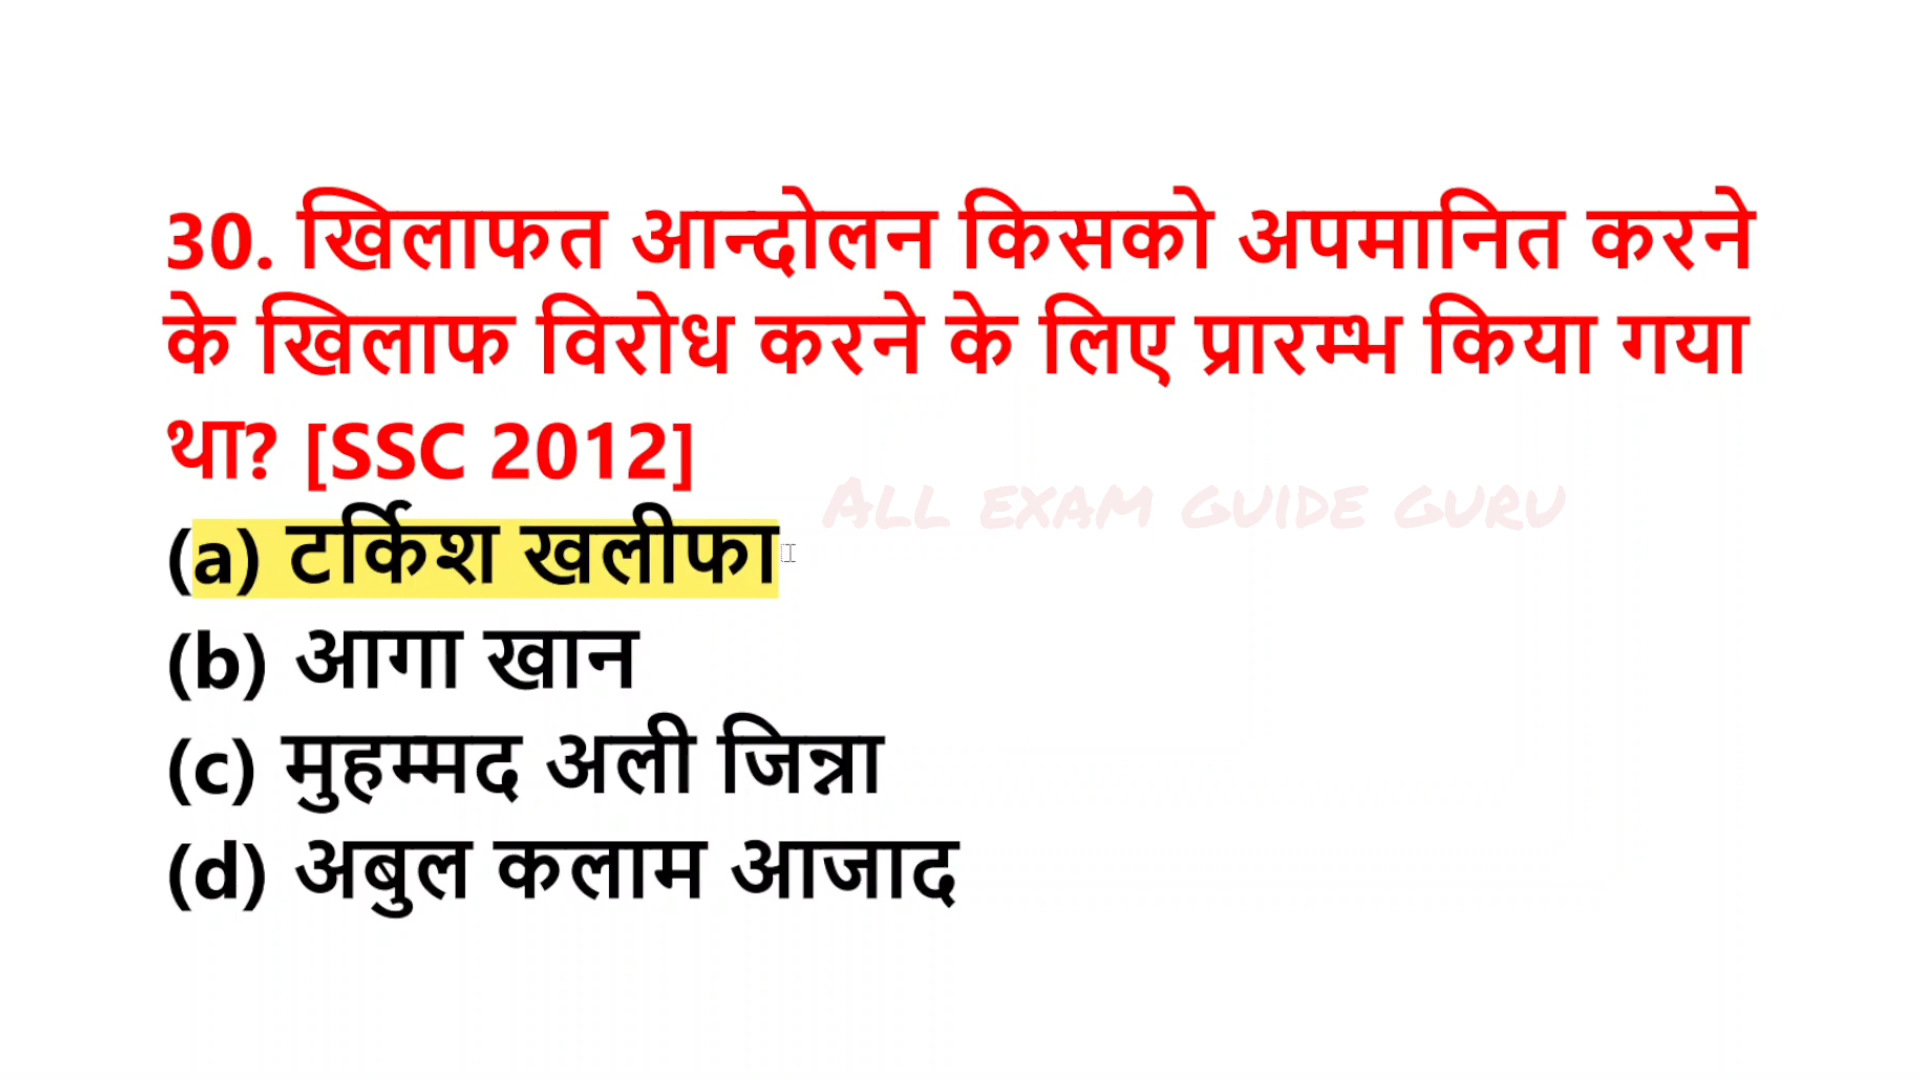 30. खिलाफत आन्दोलन किसको अपमानित करने
के खिलाफ विरोध करने के लिए प्रारम्भ किया गया
था? [SSC 2012]
ALL EXAM GUIDE GURU
(a) टर्किश खलीफा
(b) आगा खान
(c) मुहम्मद अली जिन्ना
(d) अबुल कलाम आजाद